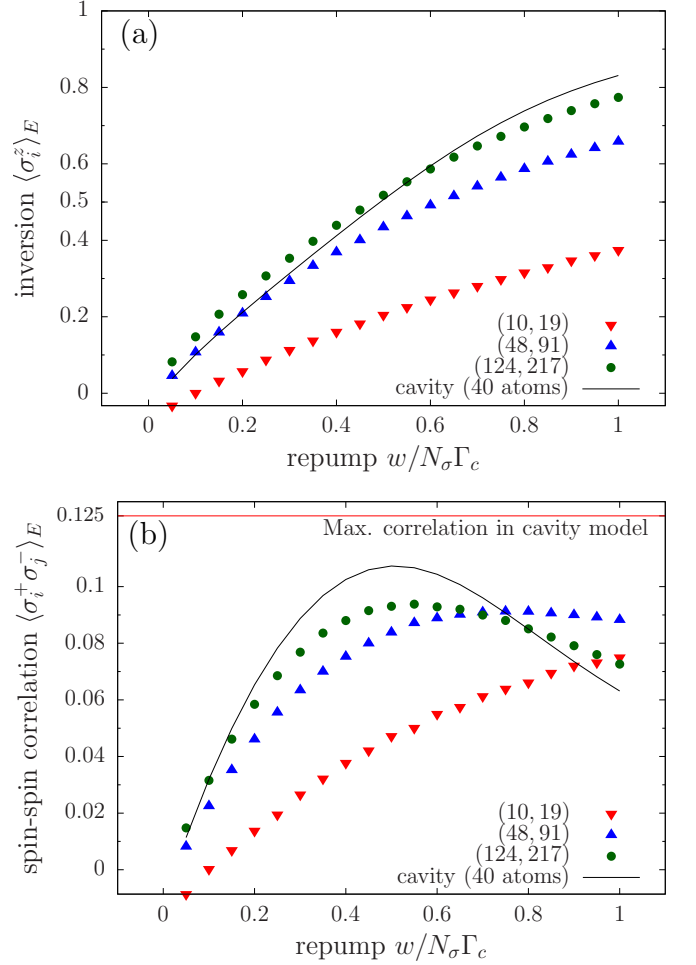 (a)
1
0.8
0.6
0.4
0.2
0
inversion ⟨σ_i^z⟩_E
(10, 19)
(48, 91)
(124, 217)
cavity (40 atoms)
0 0.2 0.4 0.6 0.8 1
repump w/N_σΓ_c
(b)
0.125
0.1
0.08
0.06
0.04
0.02
0
Max. correlation in cavity model
spin-spin correlation ⟨σ_i^+σ_j^-⟩_E
(10, 19)
(48, 91)
(124, 217)
cavity (40 atoms)
0 0.2 0.4 0.6 0.8 1
repump w/N_σΓ_c